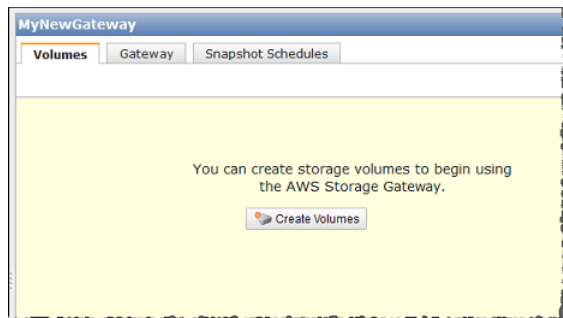 MyNewGateway
Volumes Gateway Snapshot Schedules
You can create storage volumes to begin using
the AWS Storage Gateway.
Create Volumes